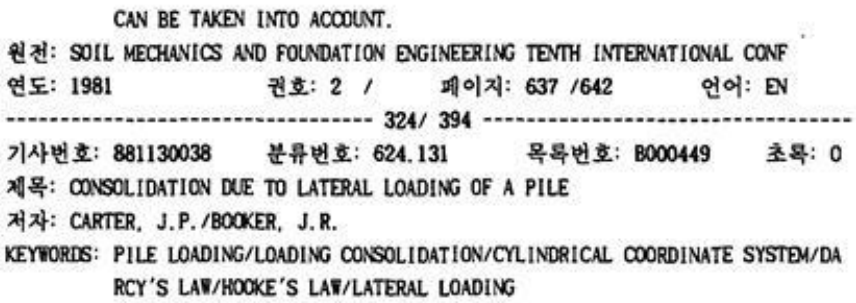 CAN BE TAKEN INTO ACCOUNT.
원전: SOIL MECHANICS AND FOUNDATION ENGINEERING TENTH INTERNATIONAL CONF
연도: 1981 권호: 2 / 페이지: 637 /642 언어: EN
---------------------------------- 324/ 394 ----------------------------------
기사번호: 881130038 분류번호: 624.131 목록번호: B000449 초록: 0
제목: CONSOLIDATION DUE TO LATERAL LOADING OF A PILE
저자: CARTER, J.P./BOOKER, J.R.
KEYWORDS: PILE LOADING/LOADING CONSOLIDATION/CYLINDRICAL COORDINATE SYSTEM/DA
RCY'S LAW/HOOKE'S LAW/LATERAL LOADING